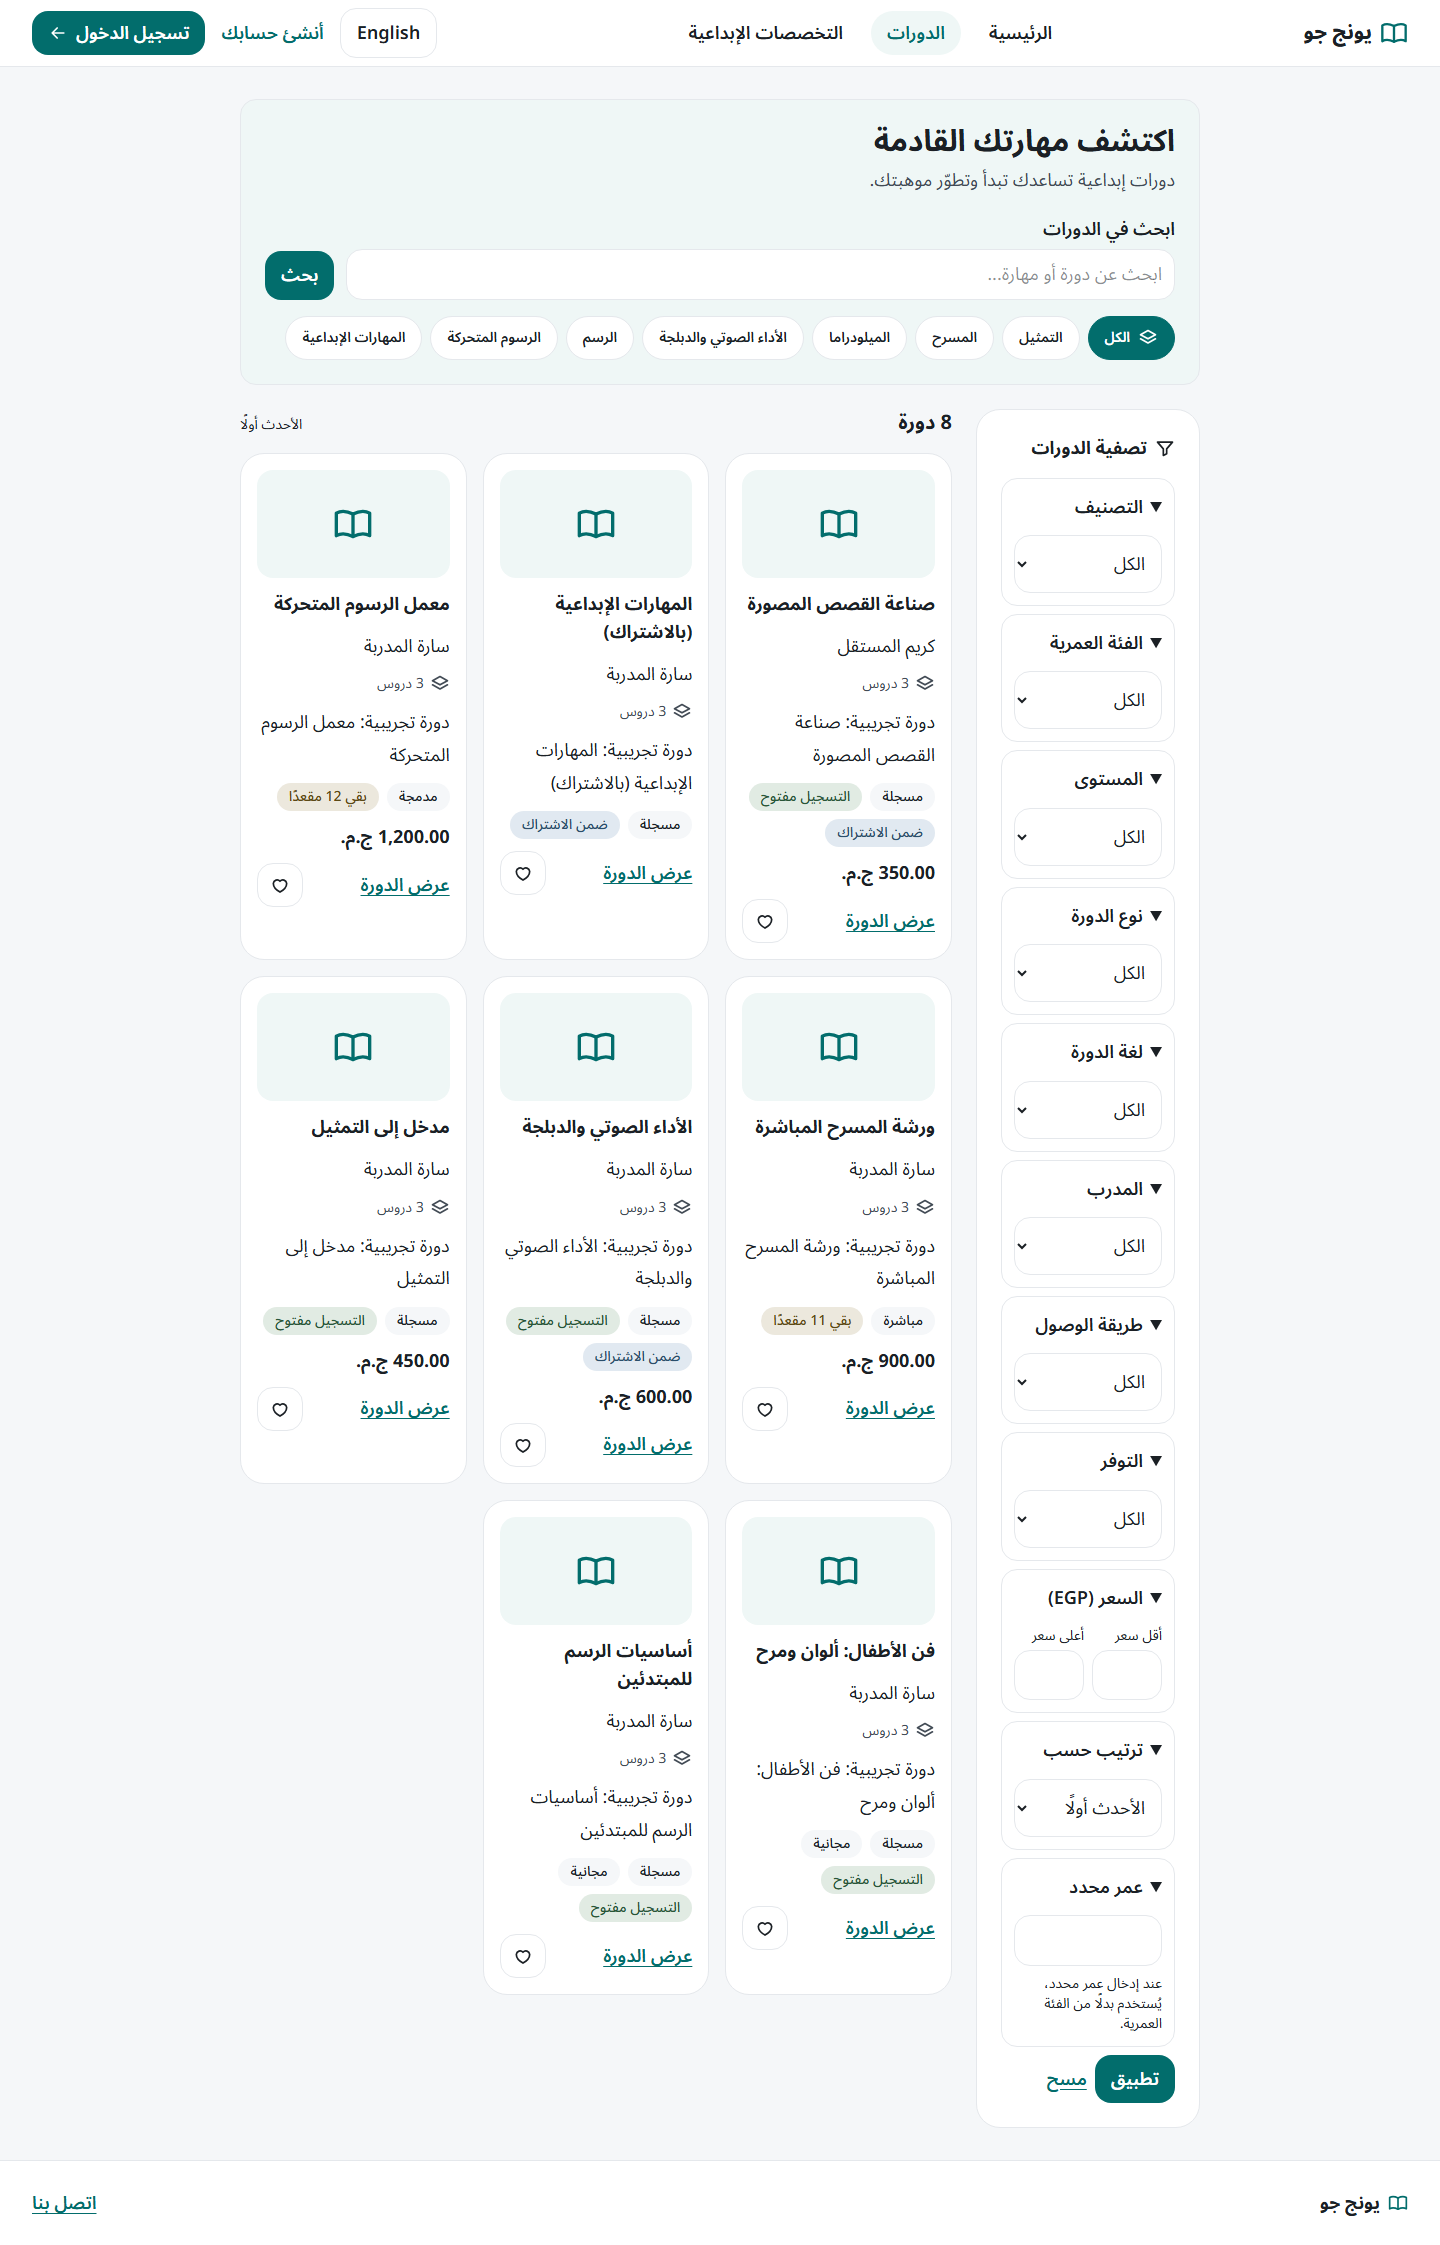 يونج جو
الرئيسية
الدورات
التخصصات الإبداعية
English
أنشئ حسابك
تسجيل الدخول
اكتشف مهارتك القادمة
دورات إبداعية تساعدك تبدأ وتطوّر موهبتك.
ابحث في الدورات
ابحث عن دورة أو مهارة...
بحث
الكل
التمثيل
المسرح
الميلودراما
الأداء الصوتي والدبلجة
الرسم
الرسوم المتحركة
المهارات الإبداعية
تصفية الدورات
التصنيف
الكل
الفئة العمرية
الكل
المستوى
الكل
نوع الدورة
الكل
لغة الدورة
الكل
المدرب
الكل
طريقة الوصول
الكل
التوفر
الكل
السعر (EGP)
أقل سعر
أعلى سعر
ترتيب حسب
الأحدث أولًا
عمر محدد
عند إدخال عمر محدد،
يُستخدم بدلًا من الفئة
العمرية.
تطبيق
مسح
8 دورة
الأحدث أولًا
صناعة القصص المصورة
كريم المستقل
3 دروس
دورة تجريبية: صناعة
القصص المصورة
مسجلة
التسجيل مفتوح
ضمن الاشتراك
350.00 ج.م.
عرض الدورة
المهارات الإبداعية
(بالاشتراك)
سارة المدربة
3 دروس
دورة تجريبية: المهارات
الإبداعية (بالاشتراك)
مسجلة
ضمن الاشتراك
عرض الدورة
معمل الرسوم المتحركة
سارة المدربة
3 دروس
دورة تجريبية: معمل الرسوم
المتحركة
مدمجة
بقي 12 مقعدًا
1,200.00 ج.م.
عرض الدورة
ورشة المسرح المباشرة
سارة المدربة
3 دروس
دورة تجريبية: ورشة المسرح
المباشرة
مباشرة
بقي 11 مقعدًا
900.00 ج.م.
عرض الدورة
الأداء الصوتي والدبلجة
سارة المدربة
3 دروس
دورة تجريبية: الأداء الصوتي
والدبلجة
مسجلة
التسجيل مفتوح
ضمن الاشتراك
600.00 ج.م.
عرض الدورة
مدخل إلى التمثيل
سارة المدربة
3 دروس
دورة تجريبية: مدخل إلى
التمثيل
مسجلة
التسجيل مفتوح
450.00 ج.م.
عرض الدورة
فن الأطفال: ألوان ومرح
سارة المدربة
3 دروس
دورة تجريبية: فن الأطفال:
ألوان ومرح
مسجلة
مجانية
التسجيل مفتوح
عرض الدورة
أساسيات الرسم
للمبتدئين
سارة المدربة
3 دروس
دورة تجريبية: أساسيات
الرسم للمبتدئين
مسجلة
مجانية
التسجيل مفتوح
عرض الدورة
يونج جو
اتصل بنا